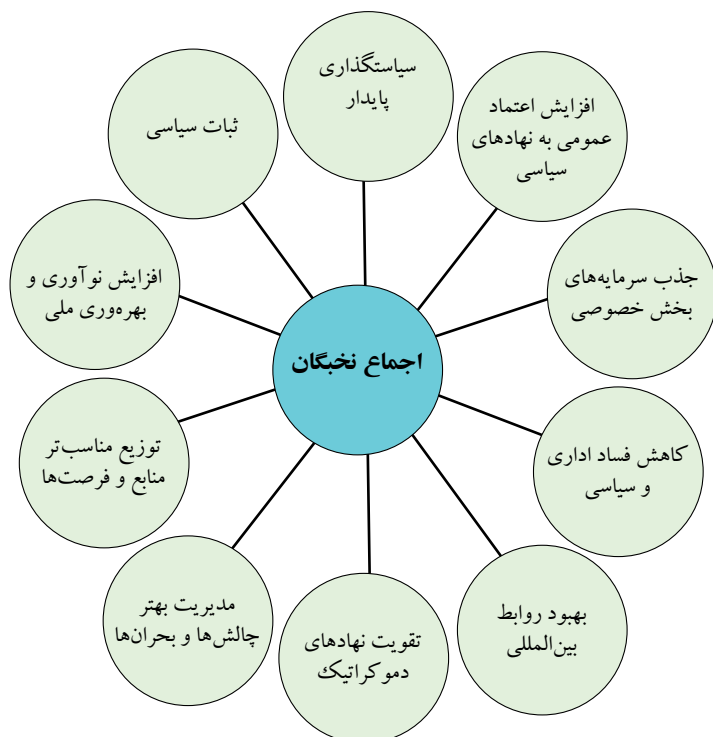 سیاستگذاری
پایدار
افزایش اعتماد
عمومی به نهادهای
سیاسی
جذب سرمایه‌های
بخش خصوصی
کاهش فساد اداری
و سیاسی
بهبود روابط
بین‌المللی
تقویت نهادهای
دموکراتیک
مدیریت بهتر
چالش‌ها و بحران‌ها
توزیع مناسب‌تر
منابع و فرصت‌ها
افزایش نوآوری و
بهره‌وری ملی
ثبات سیاسی
اجماع نخبگان